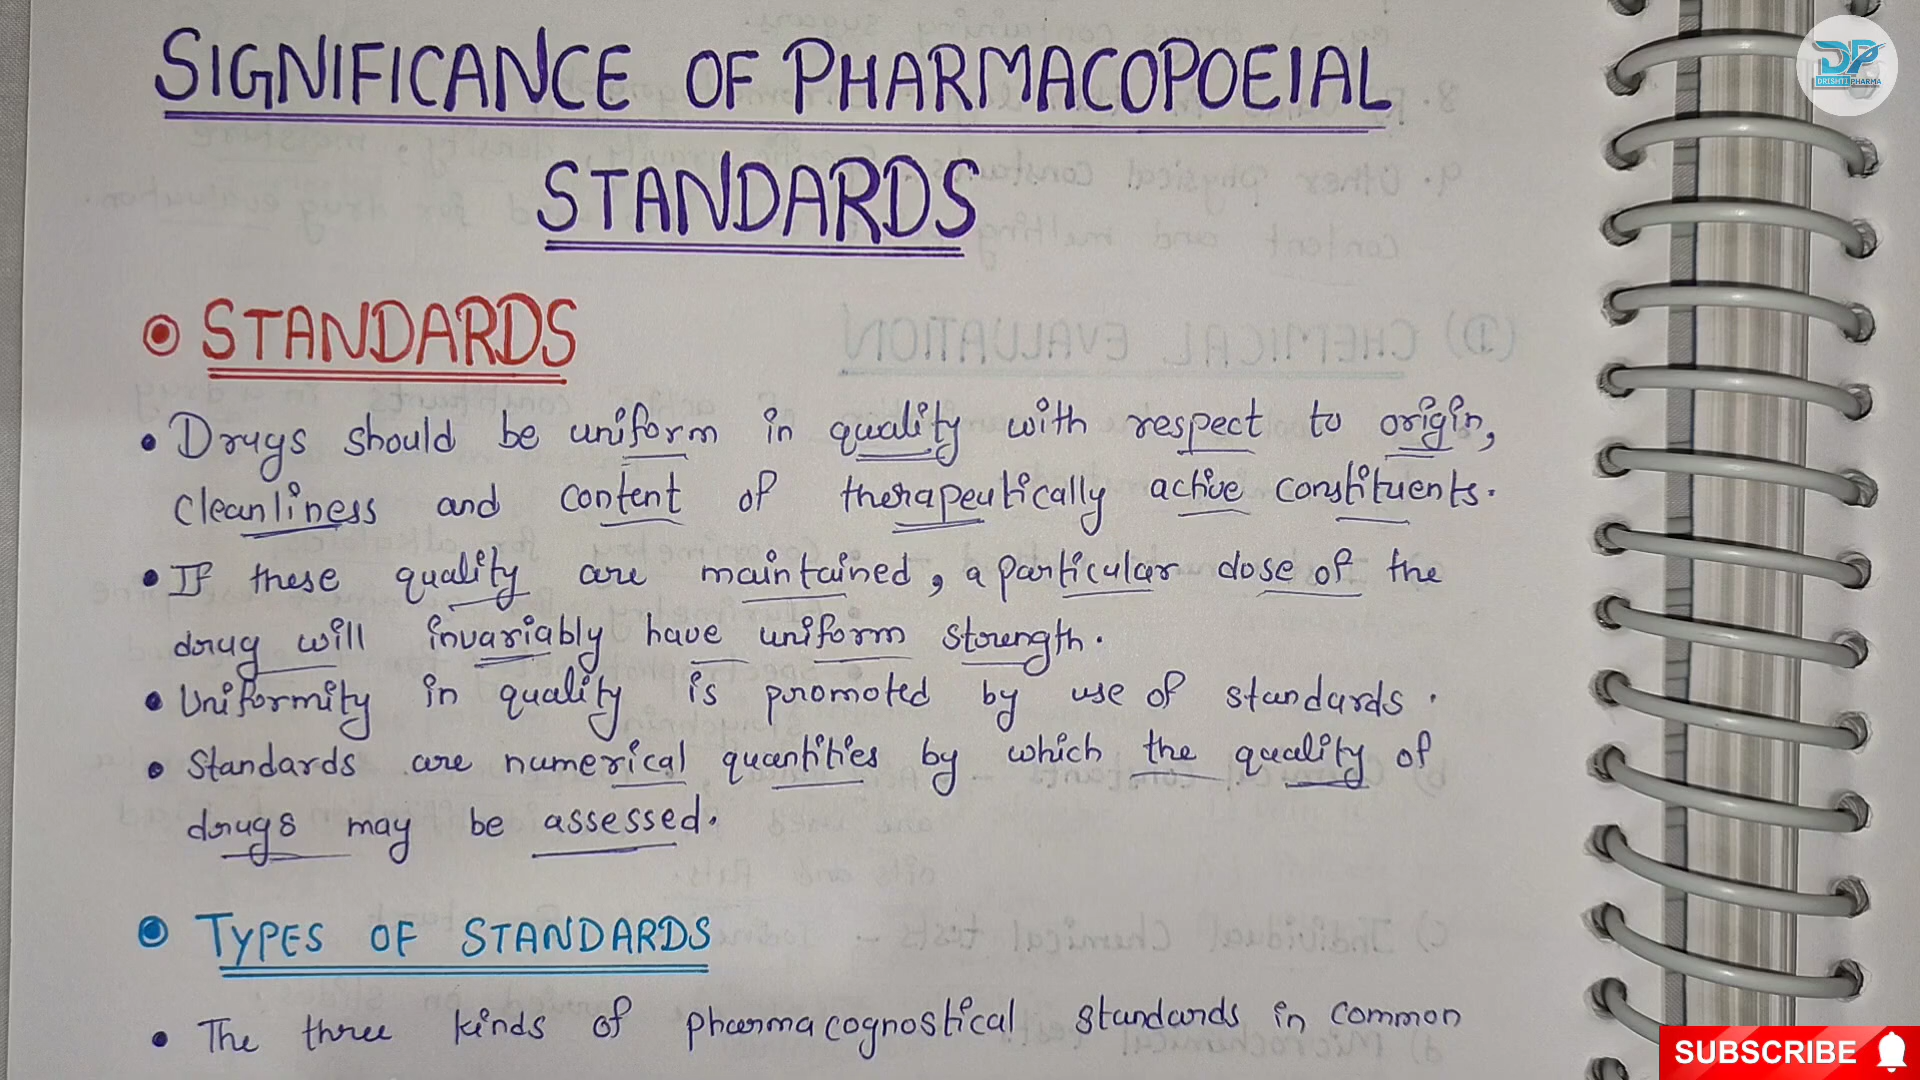 SIGNIFICANCE OF PHARMACOPOEIAL
STANDARDS
STANDARDS
• Drugs should be uniform in quality with respect to origin,
cleanliness and content of therapeutically active constituents.
• If these quality are maintained, a particular dose of the
drug will invariably have uniform strength.
• Uniformity in quality is promoted by use of standards.
• Standards are numerical quantities by which the quality of
drugs may be assessed.
TYPES OF STANDARDS
• The three kinds of pharmacognostical standards in common
DP
DRISHTI PHARMA
SUBSCRIBE